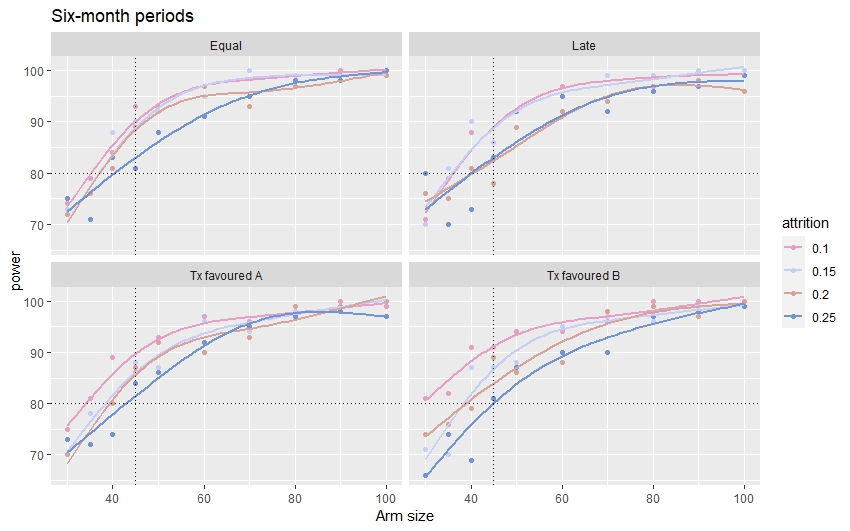 Six-month periods
Equal
Late
100
90
80
70
Tx favoured A
Tx favoured B
100
90
80
70
40
60
80
100
40
60
80
100
Arm size
power
attrition
0.1
0.15
0.2
0.25